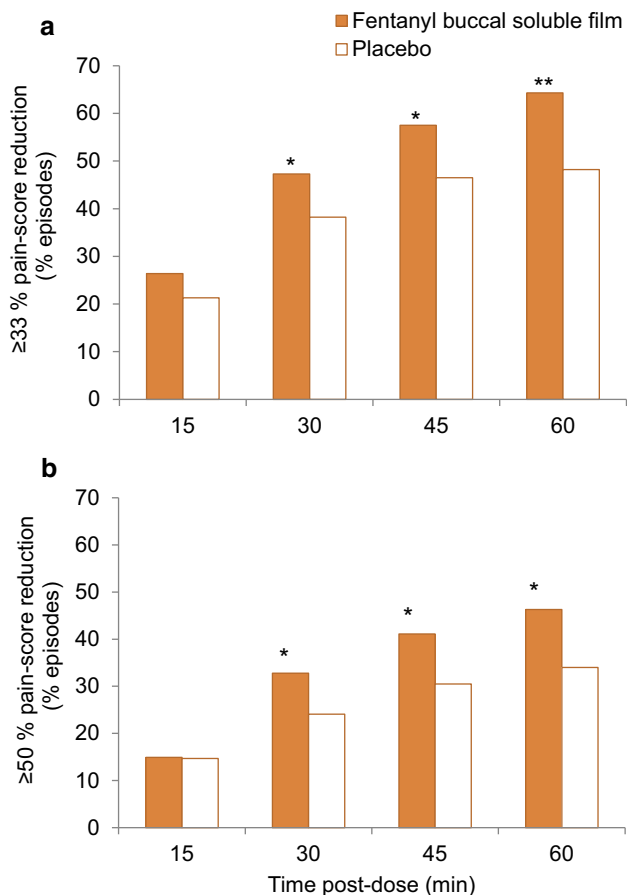 a
Fentanyl buccal soluble film
Placebo
≥33 % pain-score reduction
(% episodes)
70
60
50
40
30
20
10
0
*
*
**
15 30 45 60
b
≥50 % pain-score reduction
(% episodes)
70
60
50
40
30
20
10
0
*
*
*
15 30 45 60
Time post-dose (min)